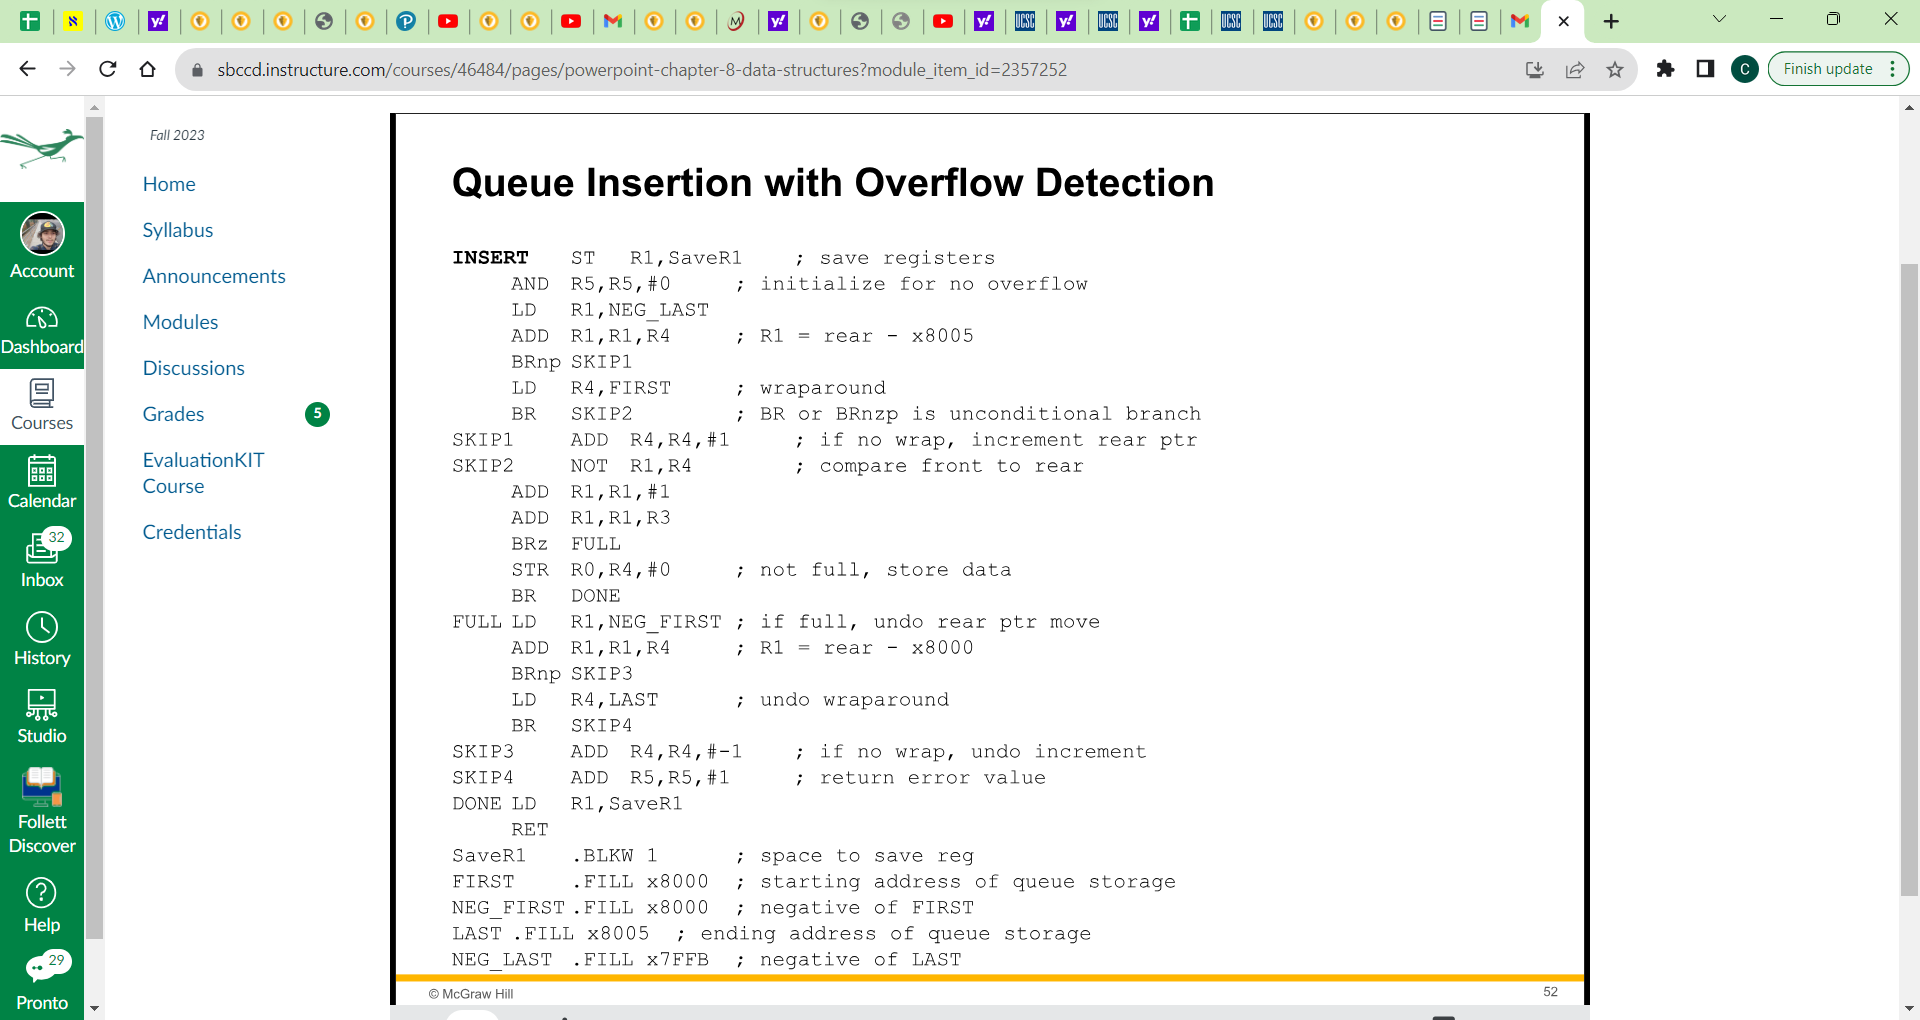 sbccd.instructure.com/courses/46484/pages/powerpoint-chapter-8-data-structures?module_item_id=2357252
C
Finish update
Account
Dashboard
Courses
Calendar
32
Inbox
History
Studio
Follett
Discover
Help
29
Pronto
Fall 2023
Home
Syllabus
Announcements
Modules
Discussions
Grades 5
EvaluationKIT
Course
Credentials
Queue Insertion with Overflow Detection
INSERT ST R1,SaveR1 ; save registers
AND R5,R5,#0 ; initialize for no overflow
LD R1,NEG_LAST
ADD R1,R1,R4 ; R1 = rear - x8005
BRnp SKIP1
LD R4,FIRST ; wraparound
BR SKIP2 ; BR or BRnzp is unconditional branch
SKIP1 ADD R4,R4,#1 ; if no wrap, increment rear ptr
SKIP2 NOT R1,R4 ; compare front to rear
ADD R1,R1,#1
ADD R1,R1,R3
BRz FULL
STR R0,R4,#0 ; not full, store data
BR DONE
FULL LD R1,NEG_FIRST ; if full, undo rear ptr move
ADD R1,R1,R4 ; R1 = rear - x8000
BRnp SKIP3
LD R4,LAST ; undo wraparound
BR SKIP4
SKIP3 ADD R4,R4,#-1 ; if no wrap, undo increment
SKIP4 ADD R5,R5,#1 ; return error value
DONE LD R1,SaveR1
RET
SaveR1 .BLKW 1 ; space to save reg
FIRST .FILL x8000 ; starting address of queue storage
NEG_FIRST .FILL x8000 ; negative of FIRST
LAST .FILL x8005 ; ending address of queue storage
NEG_LAST .FILL x7FFB ; negative of LAST
© McGraw Hill
52